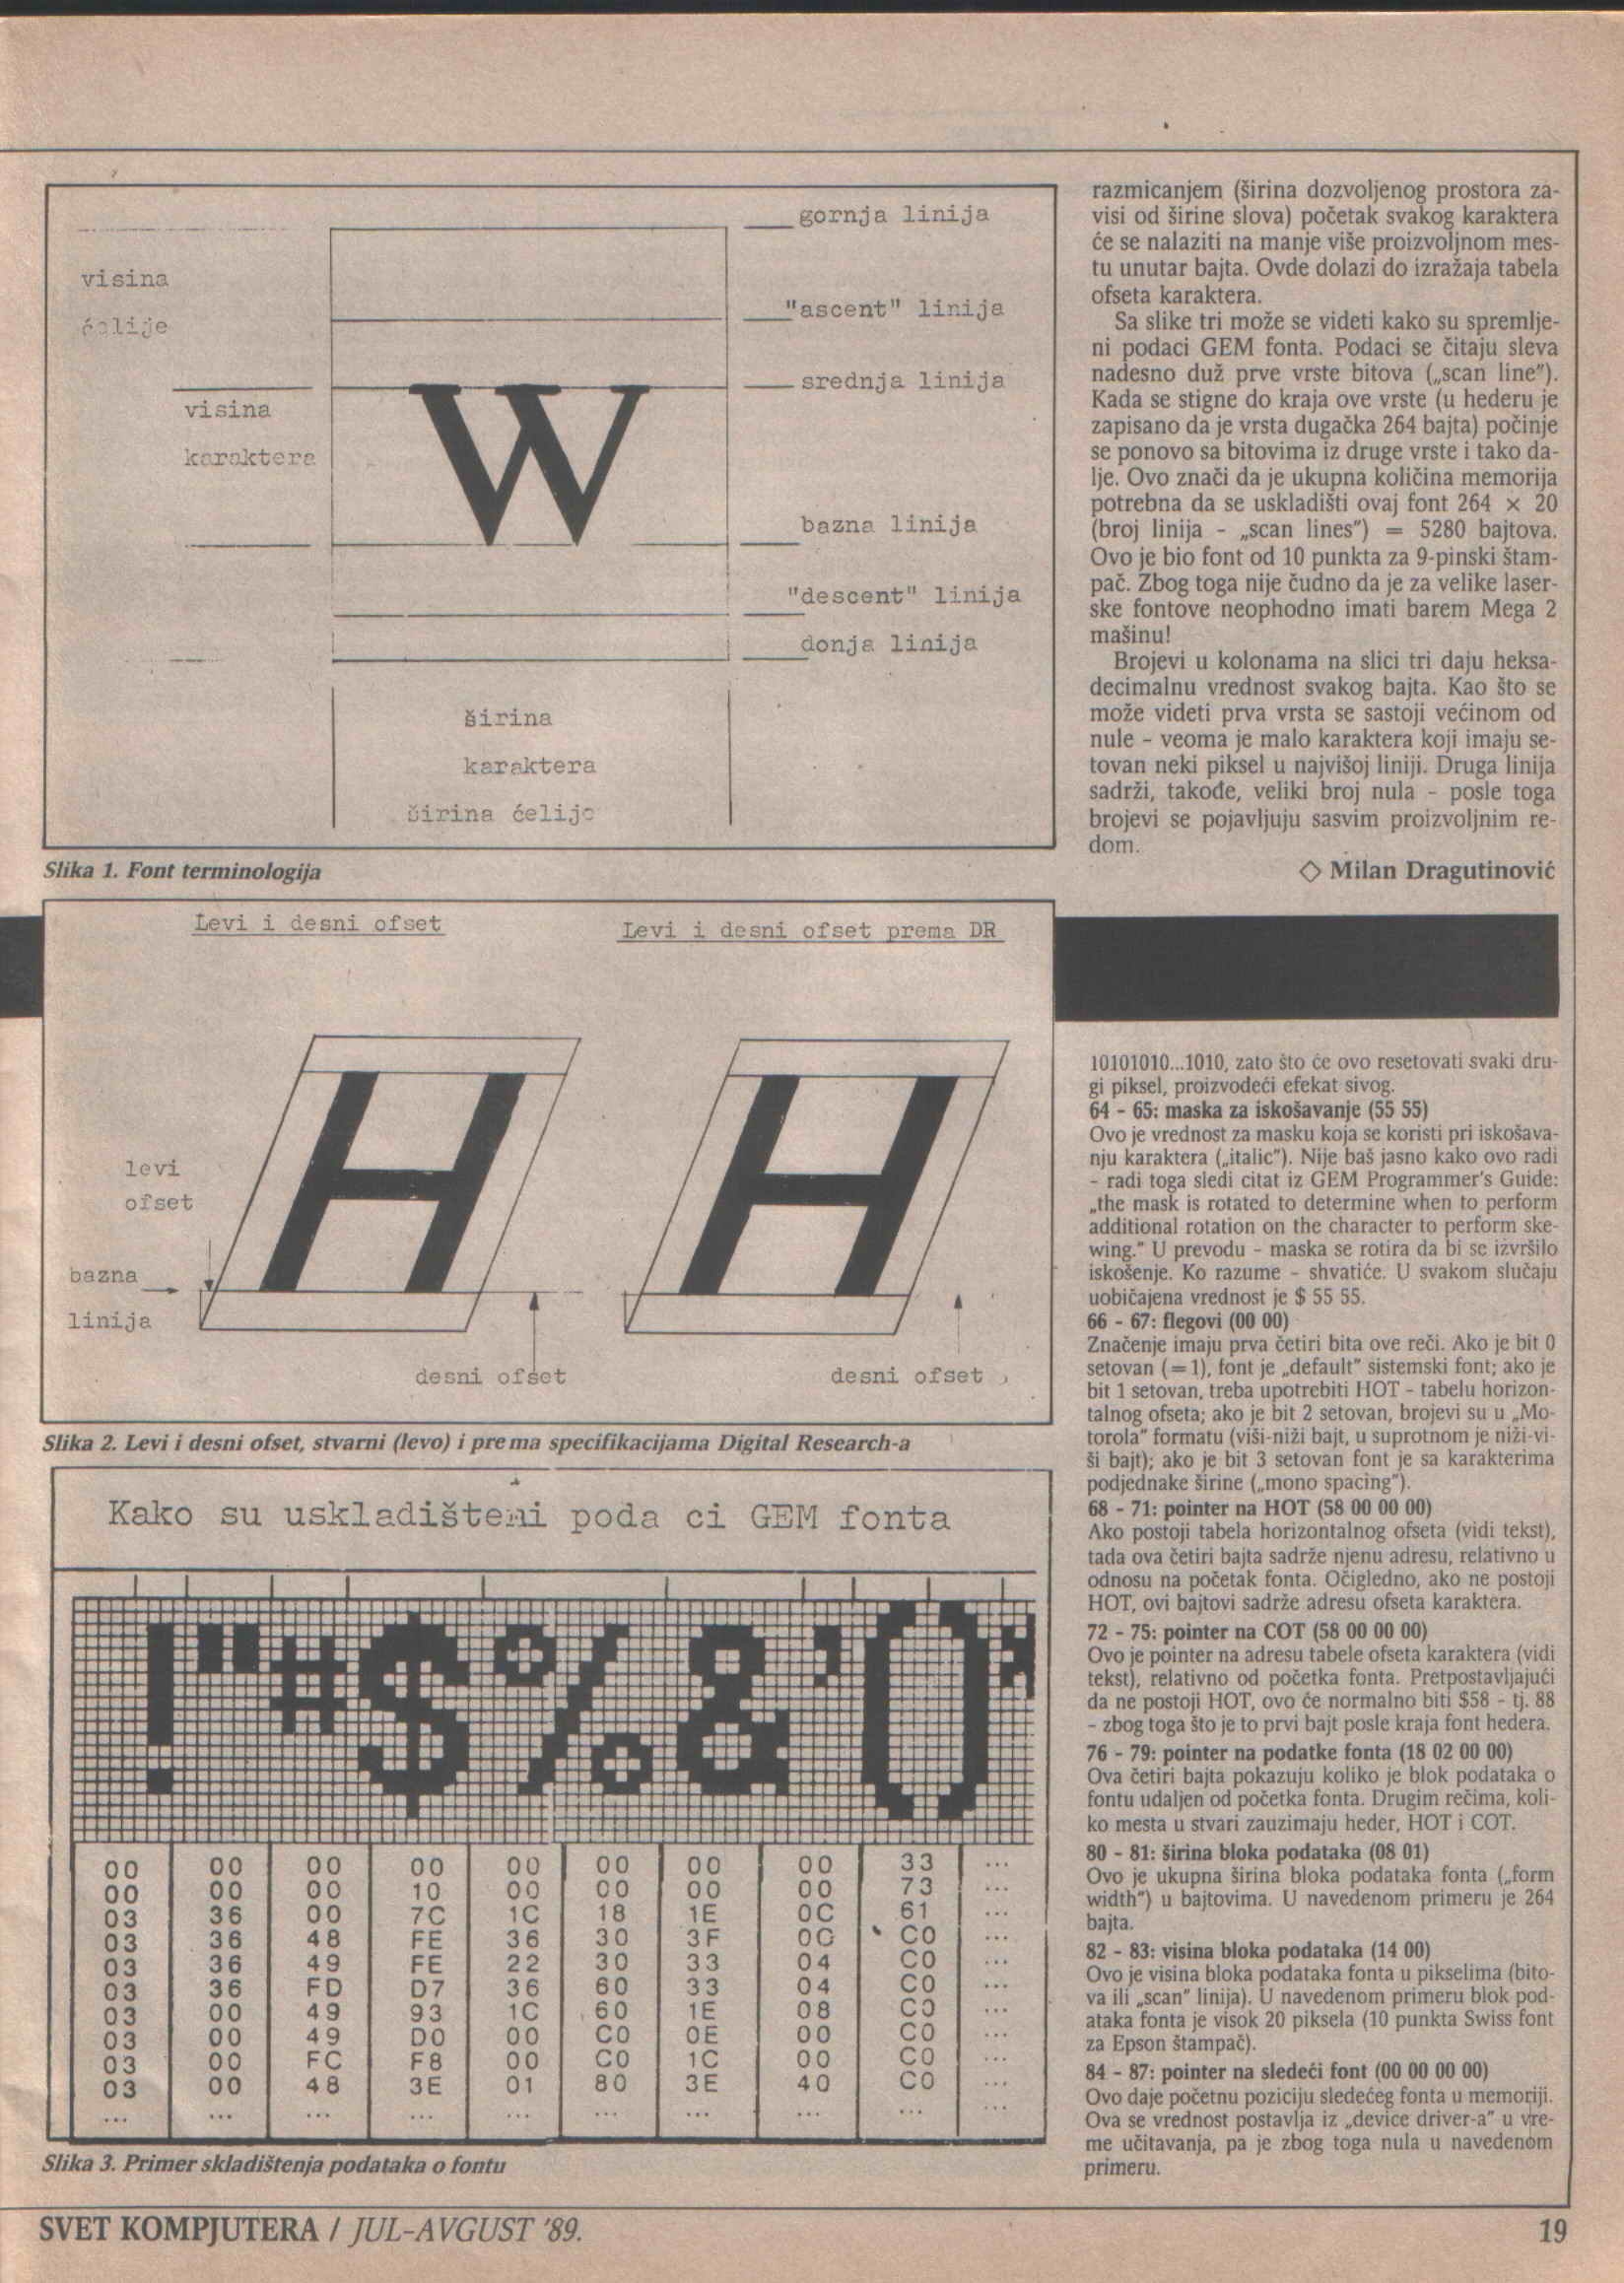 gornja linija
visina
ćelije
"ascent" linija
srednja linija
visina
karaktera
W
bazna linija
"descent" linija
donja linija
širina
karaktera
širina ćelije
Slika 1. Font terminologija
Levi i desni ofset
Levi i desni ofset prema DR
H
H
levi
ofset
bazna
linija
desni ofset
desni ofset
Slika 2. Levi i desni ofset, stvarni (levo) i prema specifikacijama Digital Research-a
Kako su uskladišteni poda ci GEM fonta
! " # $ % & ' ( )
00 00 00 00 00 00 00 00 33 ...
00 00 00 10 00 00 00 00 73 ...
03 36 00 7C 1C 18 1E 0C 61 ...
03 36 48 FE 36 30 3F 0C C0 ...
03 36 49 FE 22 30 33 04 C0 ...
03 36 FD D7 36 60 33 04 C0 ...
03 00 49 93 1C 60 1E 08 C0 ...
03 00 49 D0 00 C0 0E 00 C0 ...
03 00 FC F8 00 C0 1C 00 C0 ...
03 00 48 3E 01 80 3E 40 C0 ...
... ... ... ... ... ... ... ... ... ...
Slika 3. Primer skladištenja podataka o fontu
razmicanjem (širina dozvoljenog prostora za-
visi od širine slova) početak svakog karaktera
će se nalaziti na manje više proizvoljnom mes-
tu unutar bajta. Ovde dolazi do izražaja tabela
ofseta karaktera.
Sa slike tri može se videti kako su spremlje-
ni podaci GEM fonta. Podaci se čitaju sleva
nadesno duž prve vrste bitova („scan line").
Kada se stigne do kraja ove vrste (u hederu je
zapisano da je vrsta dugačka 264 bajta) počinje
se ponovo sa bitovima iz druge vrste i tako da-
lje. Ovo znači da je ukupna količina memorija
potrebna da se uskladišti ovaj font 264 × 20
(broj linija – „scan lines") = 5280 bajtova.
Ovo je bio font od 10 punkta za 9-pinski štam-
pač. Zbog toga nije čudno da je za velike laser-
ske fontove neophodno imati barem Mega 2
mašinu!
Brojevi u kolonama na slici tri daju heksa-
decimalnu vrednost svakog bajta. Kao što se
može videti prva vrsta se sastoji većinom od
nule – veoma je malo karaktera koji imaju se-
tovan neki piksel u najvišoj liniji. Druga linija
sadrži, takođe, veliki broj nula – posle toga
brojevi se pojavljuju sasvim proizvoljnim re-
dom.
◇ Milan Dragutinović
10101010...1010, zato što će ovo resetovati svaki dru-
gi piksel, proizvodeći efekat sivog.
64 – 65: maska za iskošavanje (55 55)
Ovo je vrednost za masku koja se koristi pri iskošava-
nju karaktera („italic"). Nije baš jasno kako ovo radi
– radi toga sledi citat iz GEM Programmer's Guide:
„the mask is rotated to determine when to perform
additional rotation on the character to perform ske-
wing." U prevodu – maska se rotira da bi se izvršilo
iskošenje. Ko razume – shvatiće. U svakom slučaju
uobičajena vrednost je $ 55 55.
66 – 67: flegovi (00 00)
Značenje imaju prva četiri bita ove reči. Ako je bit 0
setovan (=1), font je „default" sistemski font; ako je
bit 1 setovan, treba upotrebiti HOT – tabelu horizon-
talnog ofseta; ako je bit 2 setovan, brojevi su u „Mo-
torola" formatu (viši-niži bajt, u suprotnom je niži-vi-
ši bajt); ako je bit 3 setovan font je sa karakterima
podjednake širine („mono spacing").
68 – 71: pointer na HOT (58 00 00 00)
Ako postoji tabela horizontalnog ofseta (vidi tekst),
tada ova četiri bajta sadrže njenu adresu, relativno u
odnosu na početak fonta. Očigledno, ako ne postoji
HOT, ovi bajtovi sadrže adresu ofseta karaktera.
72 – 75: pointer na COT (58 00 00 00)
Ovo je pointer na adresu tabele ofseta karaktera (vidi
tekst), relativno od početka fonta. Pretpostavljajući
da ne postoji HOT, ovo će normalno biti $58 – tj. 88
– zbog toga što je to prvi bajt posle kraja font hedera.
76 – 79: pointer na podatke fonta (18 02 00 00)
Ova četiri bajta pokazuju koliko je blok podataka o
fontu udaljen od početka fonta. Drugim rečima, koli-
ko mesta u stvari zauzimaju heder, HOT i COT.
80 – 81: širina bloka podataka (08 01)
Ovo je ukupna širina bloka podataka fonta („form
width") u bajtovima. U navedenom primeru je 264
bajta.
82 – 83: visina bloka podataka (14 00)
Ovo je visina bloka podataka fonta u pikselima (bito-
va ili „scan" linija). U navedenom primeru blok pod-
ataka fonta je visok 20 piksela (10 punkta Swiss font
za Epson štampač).
84 – 87: pointer na sledeći font (00 00 00 00)
Ovo daje početnu poziciju sledećeg fonta u memoriji.
Ova se vrednost postavlja iz „device driver-a" u vre-
me učitavanja, pa je zbog toga nula u navedenom
primeru.
SVET KOMPJUTERA / JUL-AVGUST '89.
19